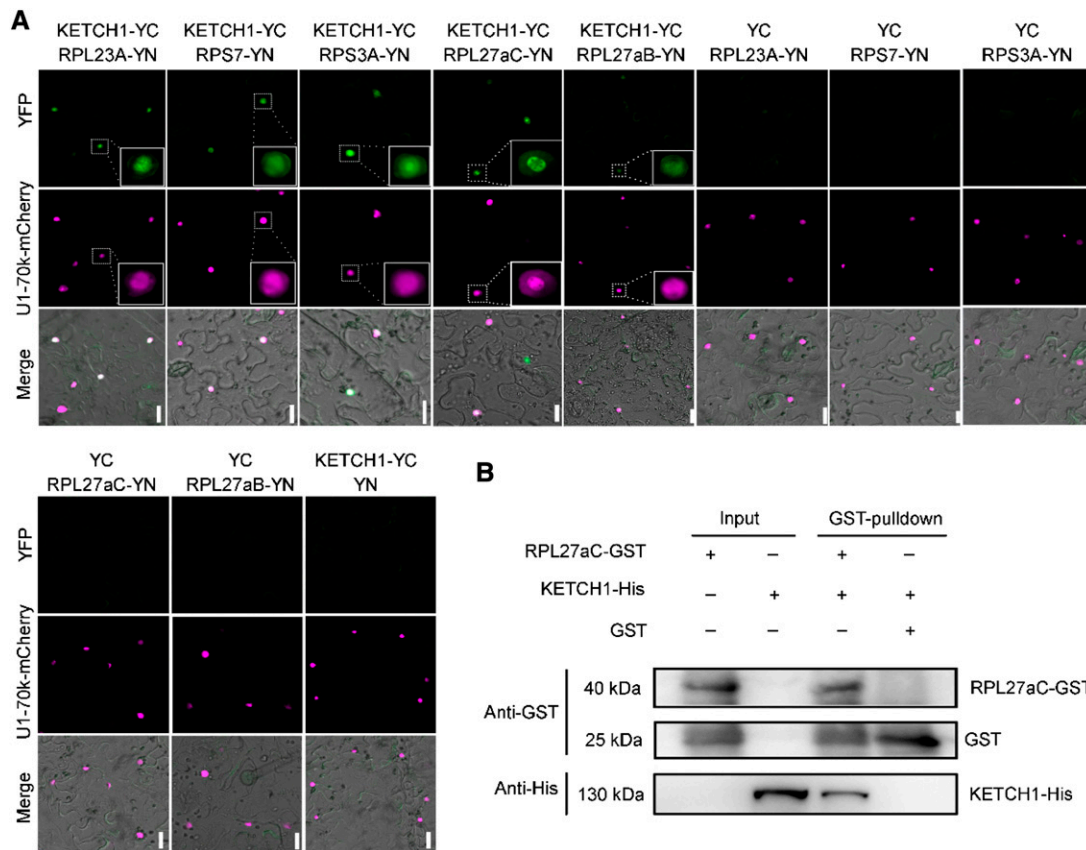 A
KETCH1-YC KETCH1-YC KETCH1-YC KETCH1-YC KETCH1-YC YC YC YC
RPL23A-YN RPS7-YN RPS3A-YN RPL27aC-YN RPL27aB-YN RPL23A-YN RPS7-YN RPS3A-YN
YFP
U1-70k-mCherry
Merge
YC YC KETCH1-YC
RPL27aC-YN RPL27aB-YN YN
YFP
U1-70k-mCherry
Merge
B
Input GST-pulldown
RPL27aC-GST + – + –
KETCH1-His – + + +
GST – – – +
Anti-GST
40 kDa RPL27aC-GST
25 kDa GST
Anti-His 130 kDa KETCH1-His